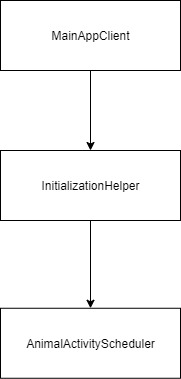 MainAppClient
InitializationHelper
AnimalActivityScheduler